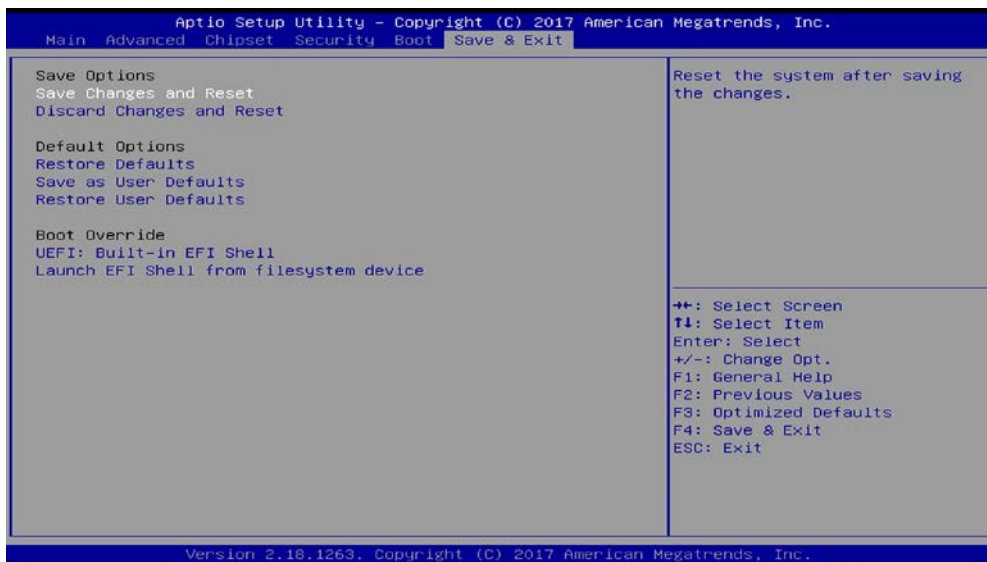 Aptio Setup Utility – Copyright (C) 2017 American Megatrends, Inc.
Main Advanced Chipset Security Boot Save & Exit
Save Options
Save Changes and Reset
Discard Changes and Reset
Default Options
Restore Defaults
Save as User Defaults
Restore User Defaults
Boot Override
UEFI: Built-in EFI Shell
Launch EFI Shell from filesystem device
Reset the system after saving
the changes.
→←: Select Screen
↑↓: Select Item
Enter: Select
+/-: Change Opt.
F1: General Help
F2: Previous Values
F3: Optimized Defaults
F4: Save & Exit
ESC: Exit
Version 2.18.1263. Copyright (C) 2017 American Megatrends, Inc.